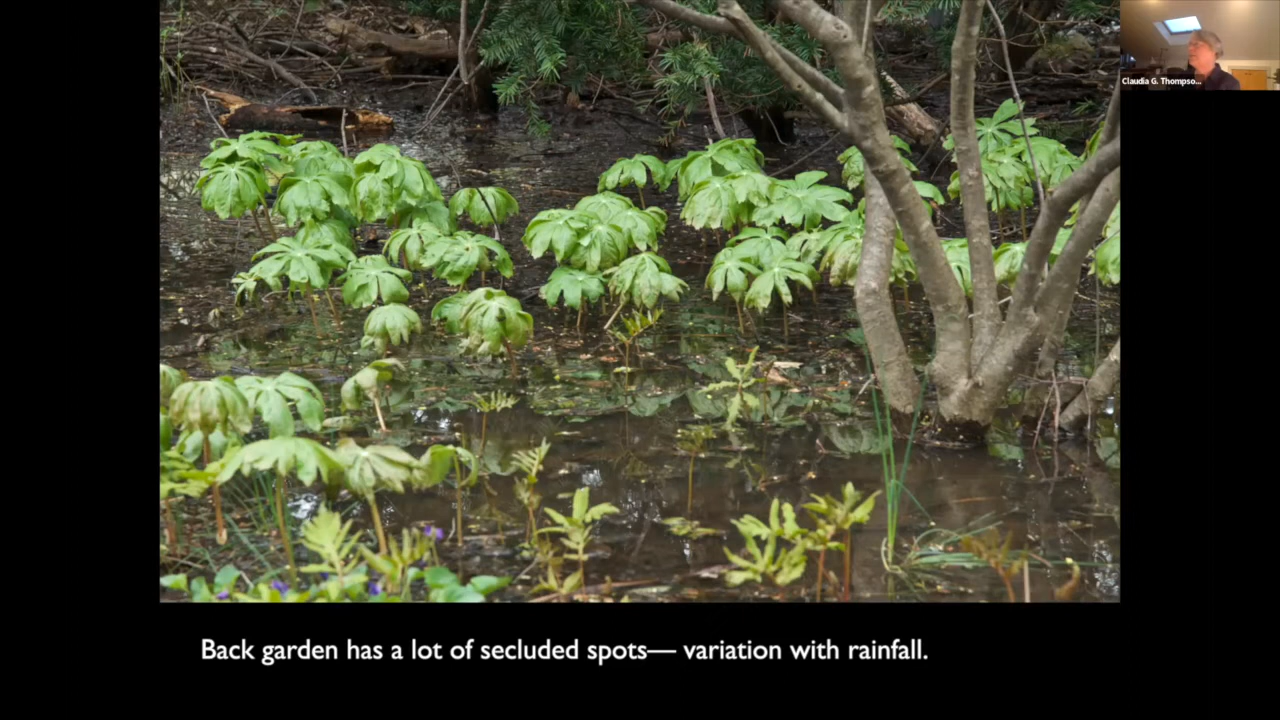 Claudia G. Thompso...
Back garden has a lot of secluded spots— variation with rainfall.